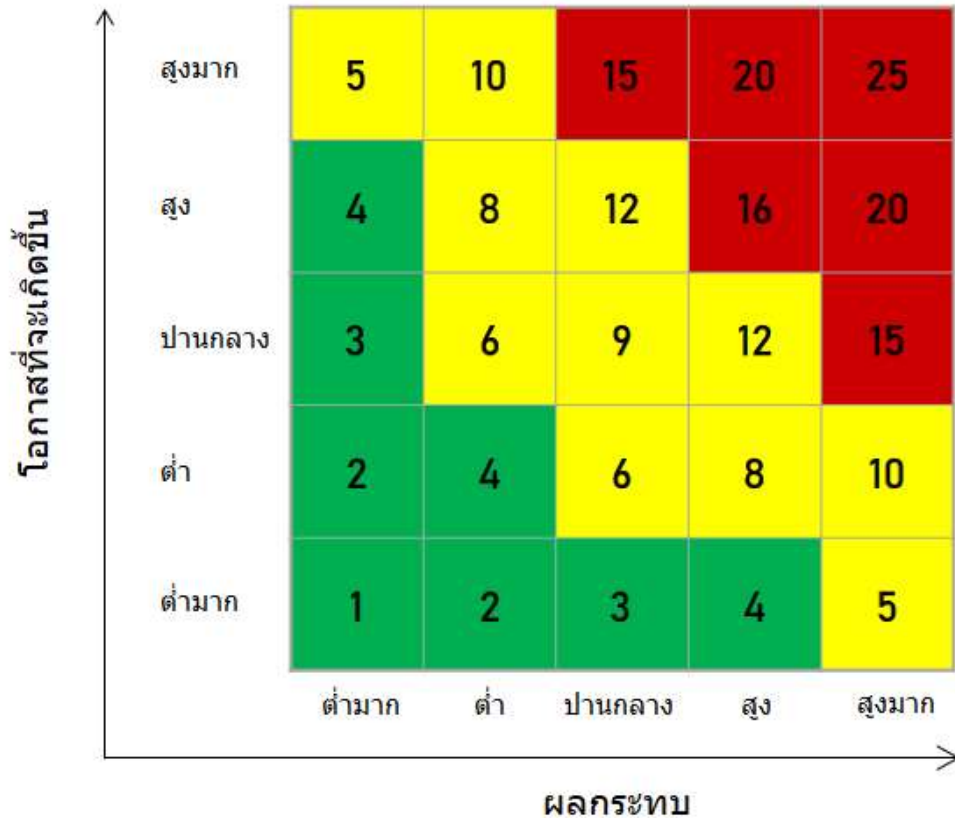 โอกาสที่จะเกิดขึ้น
สูงมาก 5 10 15 20 25
สูง 4 8 12 16 20
ปานกลาง 3 6 9 12 15
ต่ำ 2 4 6 8 10
ต่ำมาก 1 2 3 4 5
ต่ำมาก ต่ำ ปานกลาง สูง สูงมาก
ผลกระทบ